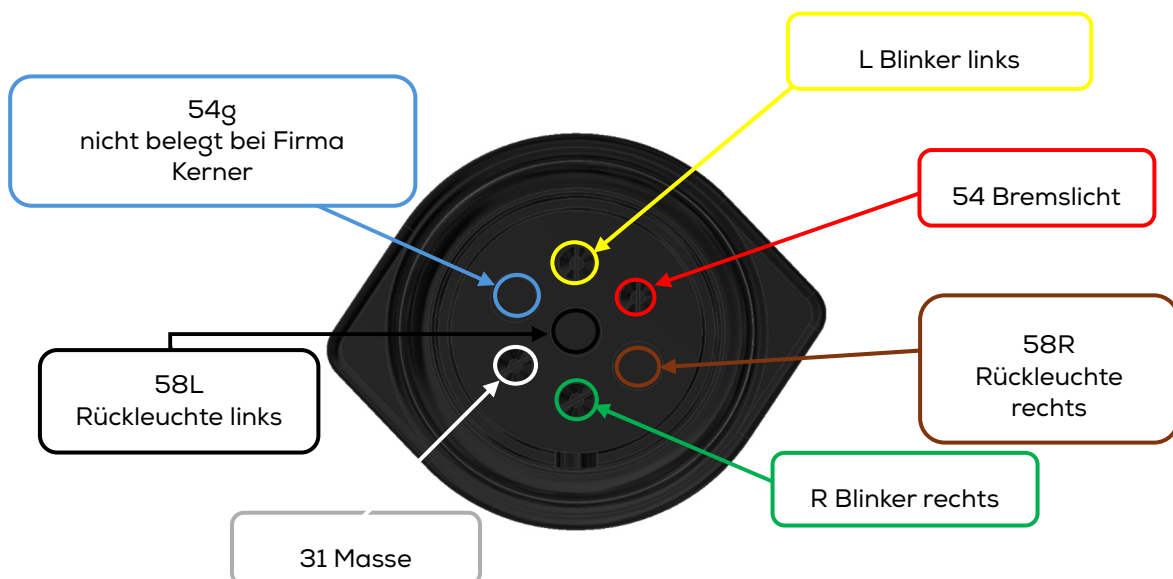 L Blinker links
54g
nicht belegt bei Firma
Kerner
54 Bremslicht
58L
Rückleuchte links
58R
Rückleuchte
rechts
R Blinker rechts
31 Masse